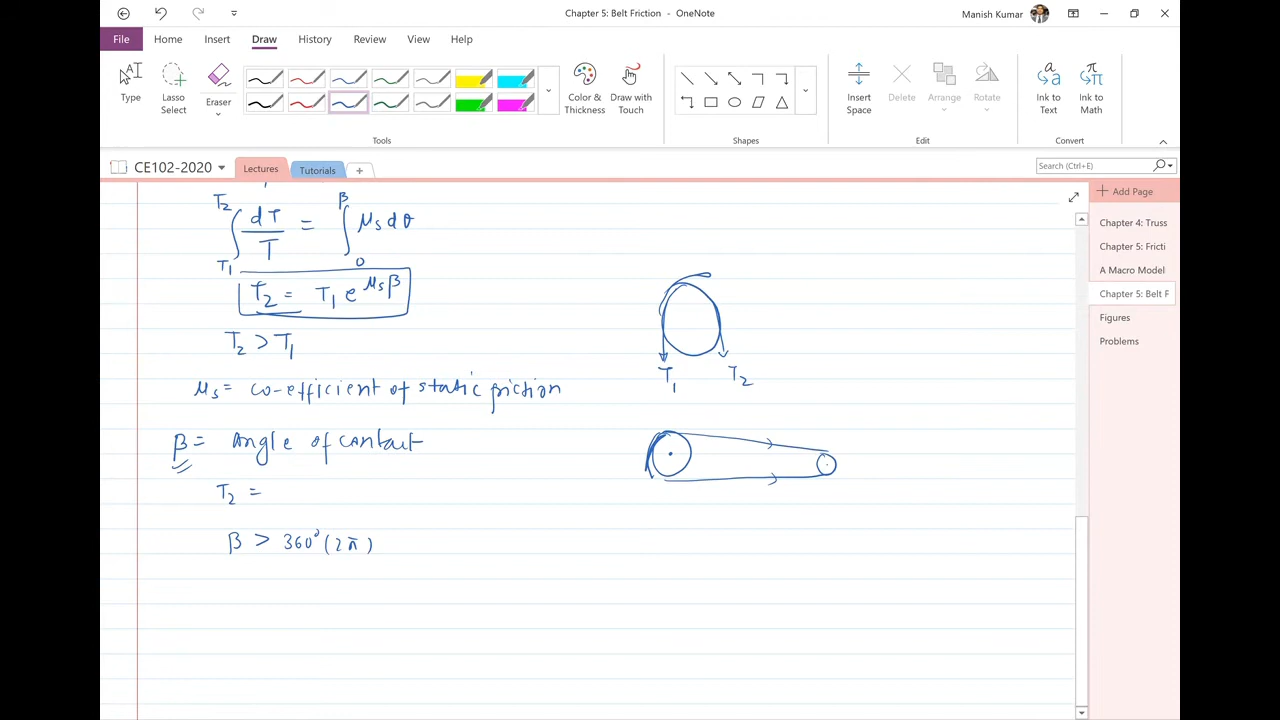 Chapter 5: Belt Friction - OneNote
Manish Kumar
File Home Insert Draw History Review View Help
Type
Lasso Select
Eraser
Color & Thickness
Draw with Touch
Insert Space
Delete
Arrange
Rotate
Ink to Text
Ink to Math
Tools
Shapes
Edit
Convert
CE102-2020
Lectures
Tutorials
Search (Ctrl+E)
Add Page
Chapter 4: Truss
Chapter 5: Fricti
A Macro Model
Chapter 5: Belt F
Figures
Problems
∫_{T₁}^{T₂} dT/T = ∫_{0}^{β} μs dθ
T₂ = T₁ e^{μsβ}
T₂ > T₁
μs = co-efficient of static friction
β = Angle of contact
T₂ =
β > 360° (2π)
T₁ T₂